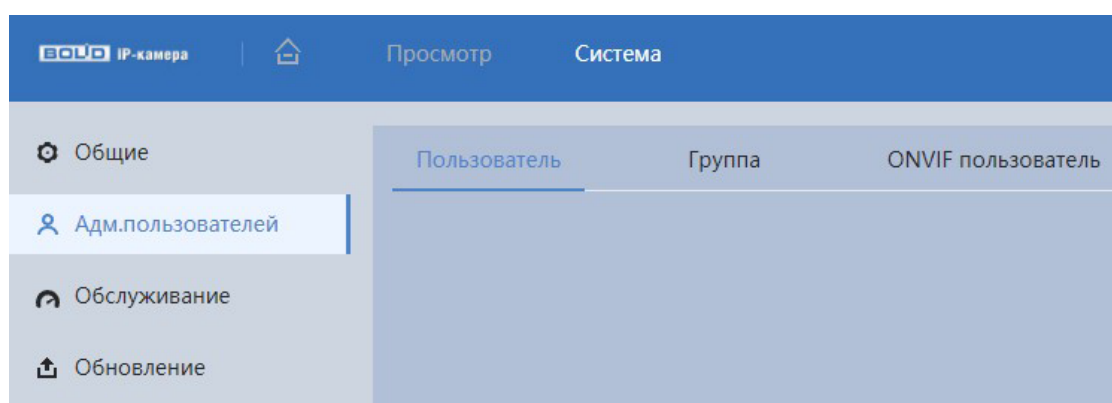 BOLID IP-камера Просмотр Система
Общие
Пользователь Группа ONVIF пользователь
Адм.пользователей
Обслуживание
Обновление